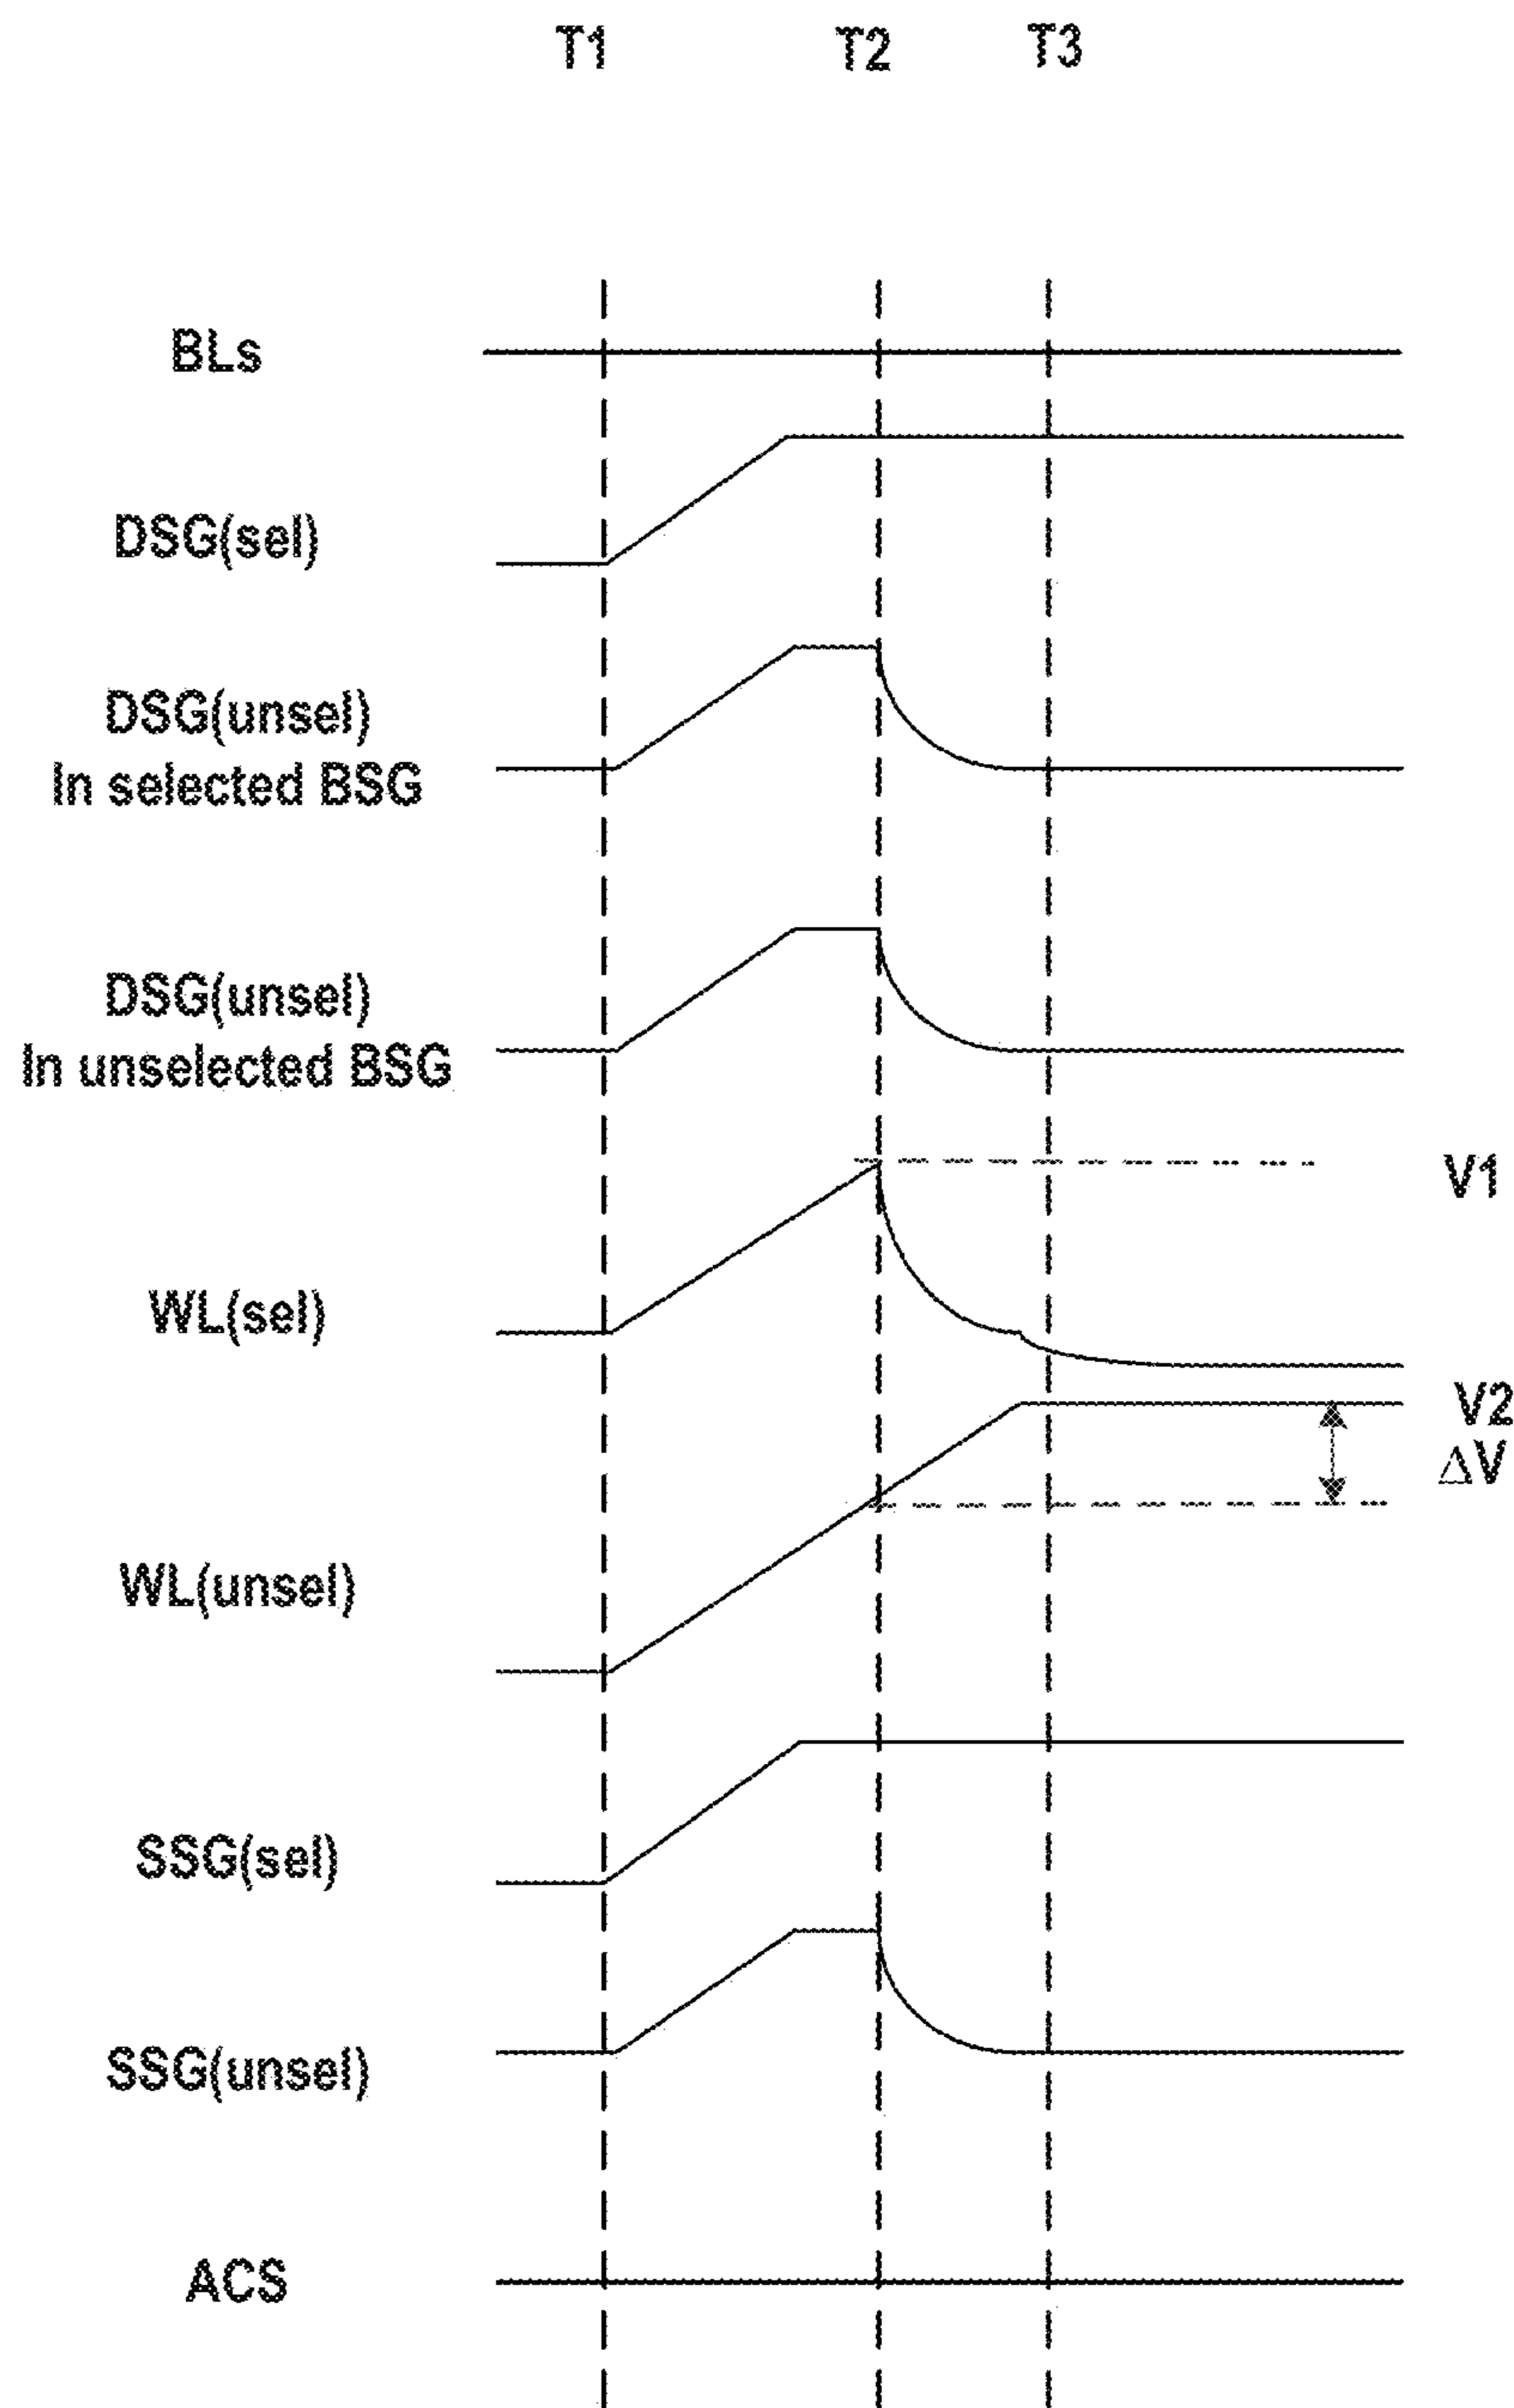 T1 T2 T3
BLs
DSG(sel)
DSG(unsel)
In selected BSG
DSG(unsel)
In unselected BSG
V1
WL(sel)
V2
ΔV
WL(unsel)
SSG(sel)
SSG(unsel)
ACS